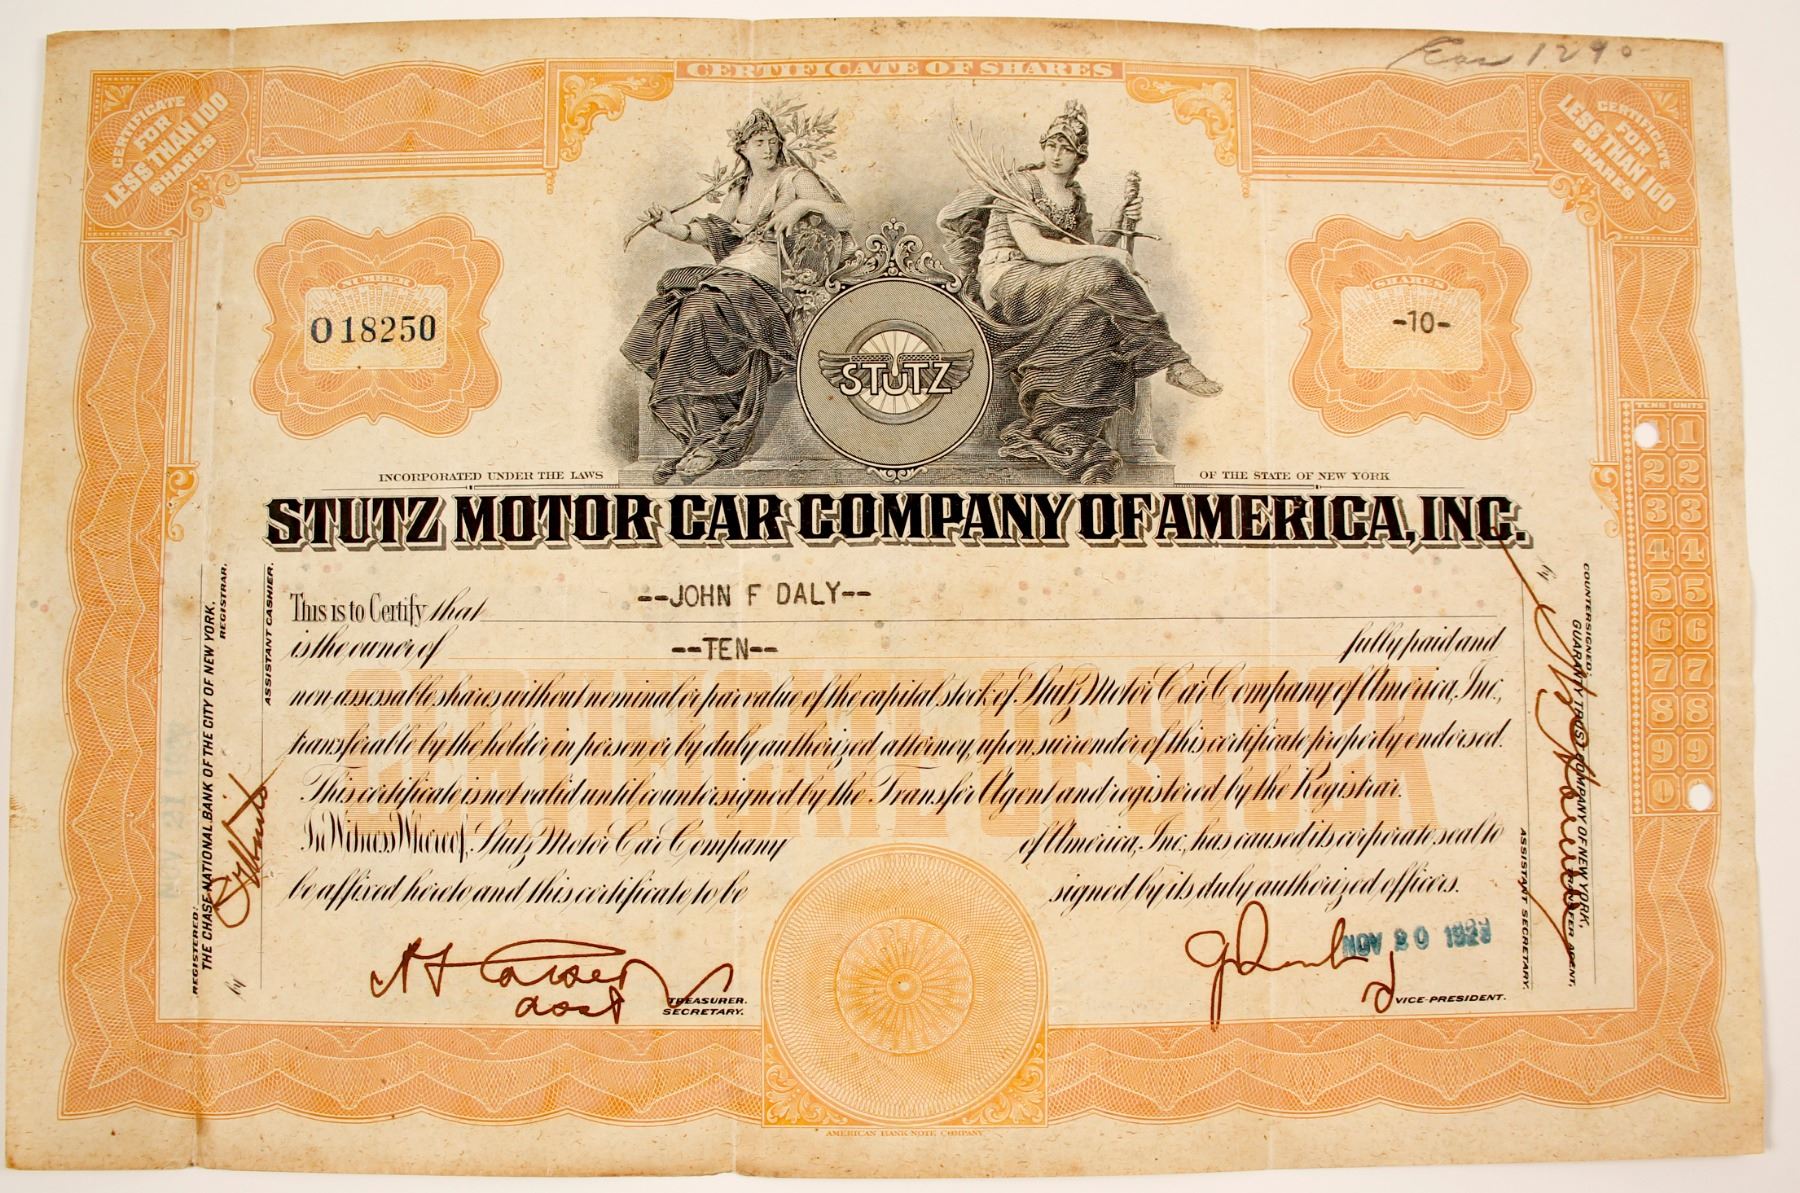 CERTIFICATE OF SHARES
1290
CERTIFICATE
FOR
LESS THAN 100
SHARES
CERTIFICATE
FOR
LESS THAN 100
SHARES
NUMBER
O18250
SHARES
-10-
STUTZ
INCORPORATED UNDER THE LAWS
OF THE STATE OF NEW YORK
STUTZ MOTOR CAR COMPANY OF AMERICA, INC.
This is to Certify that --JOHN F DALY--
is the owner of --TEN-- fully paid and
non-assessable shares without nominal or par value of the capital stock of Stutz Motor Car Company of America, Inc.,
transferable by the holder in person or by duly authorized attorney, upon surrender of this certificate properly endorsed.
This certificate is not valid until countersigned by the Transfer Agent and registered by the Registrar.
In Witness Whereof, Stutz Motor Car Company of America, Inc., has caused its corporate seal to
be affixed hereto and this certificate to be signed by its duly authorized officers.
CERTIFICATE OF STOCK
NOV 20 1929
TREASURER.
SECRETARY.
VICE-PRESIDENT.
REGISTERED:
THE CHASE NATIONAL BANK OF THE CITY OF NEW YORK,
REGISTRAR.
by
ASSISTANT CASHIER.
COUNTERSIGNED
GUARANTY TRUST COMPANY OF NEW YORK,
TRANSFER AGENT.
by
ASSISTANT SECRETARY.
TENS UNITS
1
2 2
3 3
4 4
5 5
6 6
7 7
8 8
9 9
0
AMERICAN BANK NOTE COMPANY